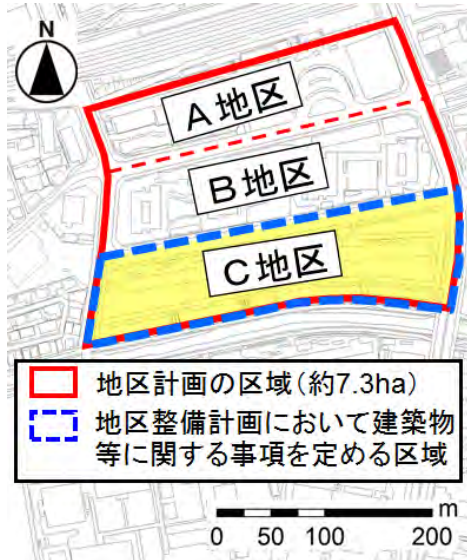 N
A地区
B地区
C地区
地区計画の区域(約7.3ha)
地区整備計画において建築物
等に関する事項を定める区域
m
0 50 100 200